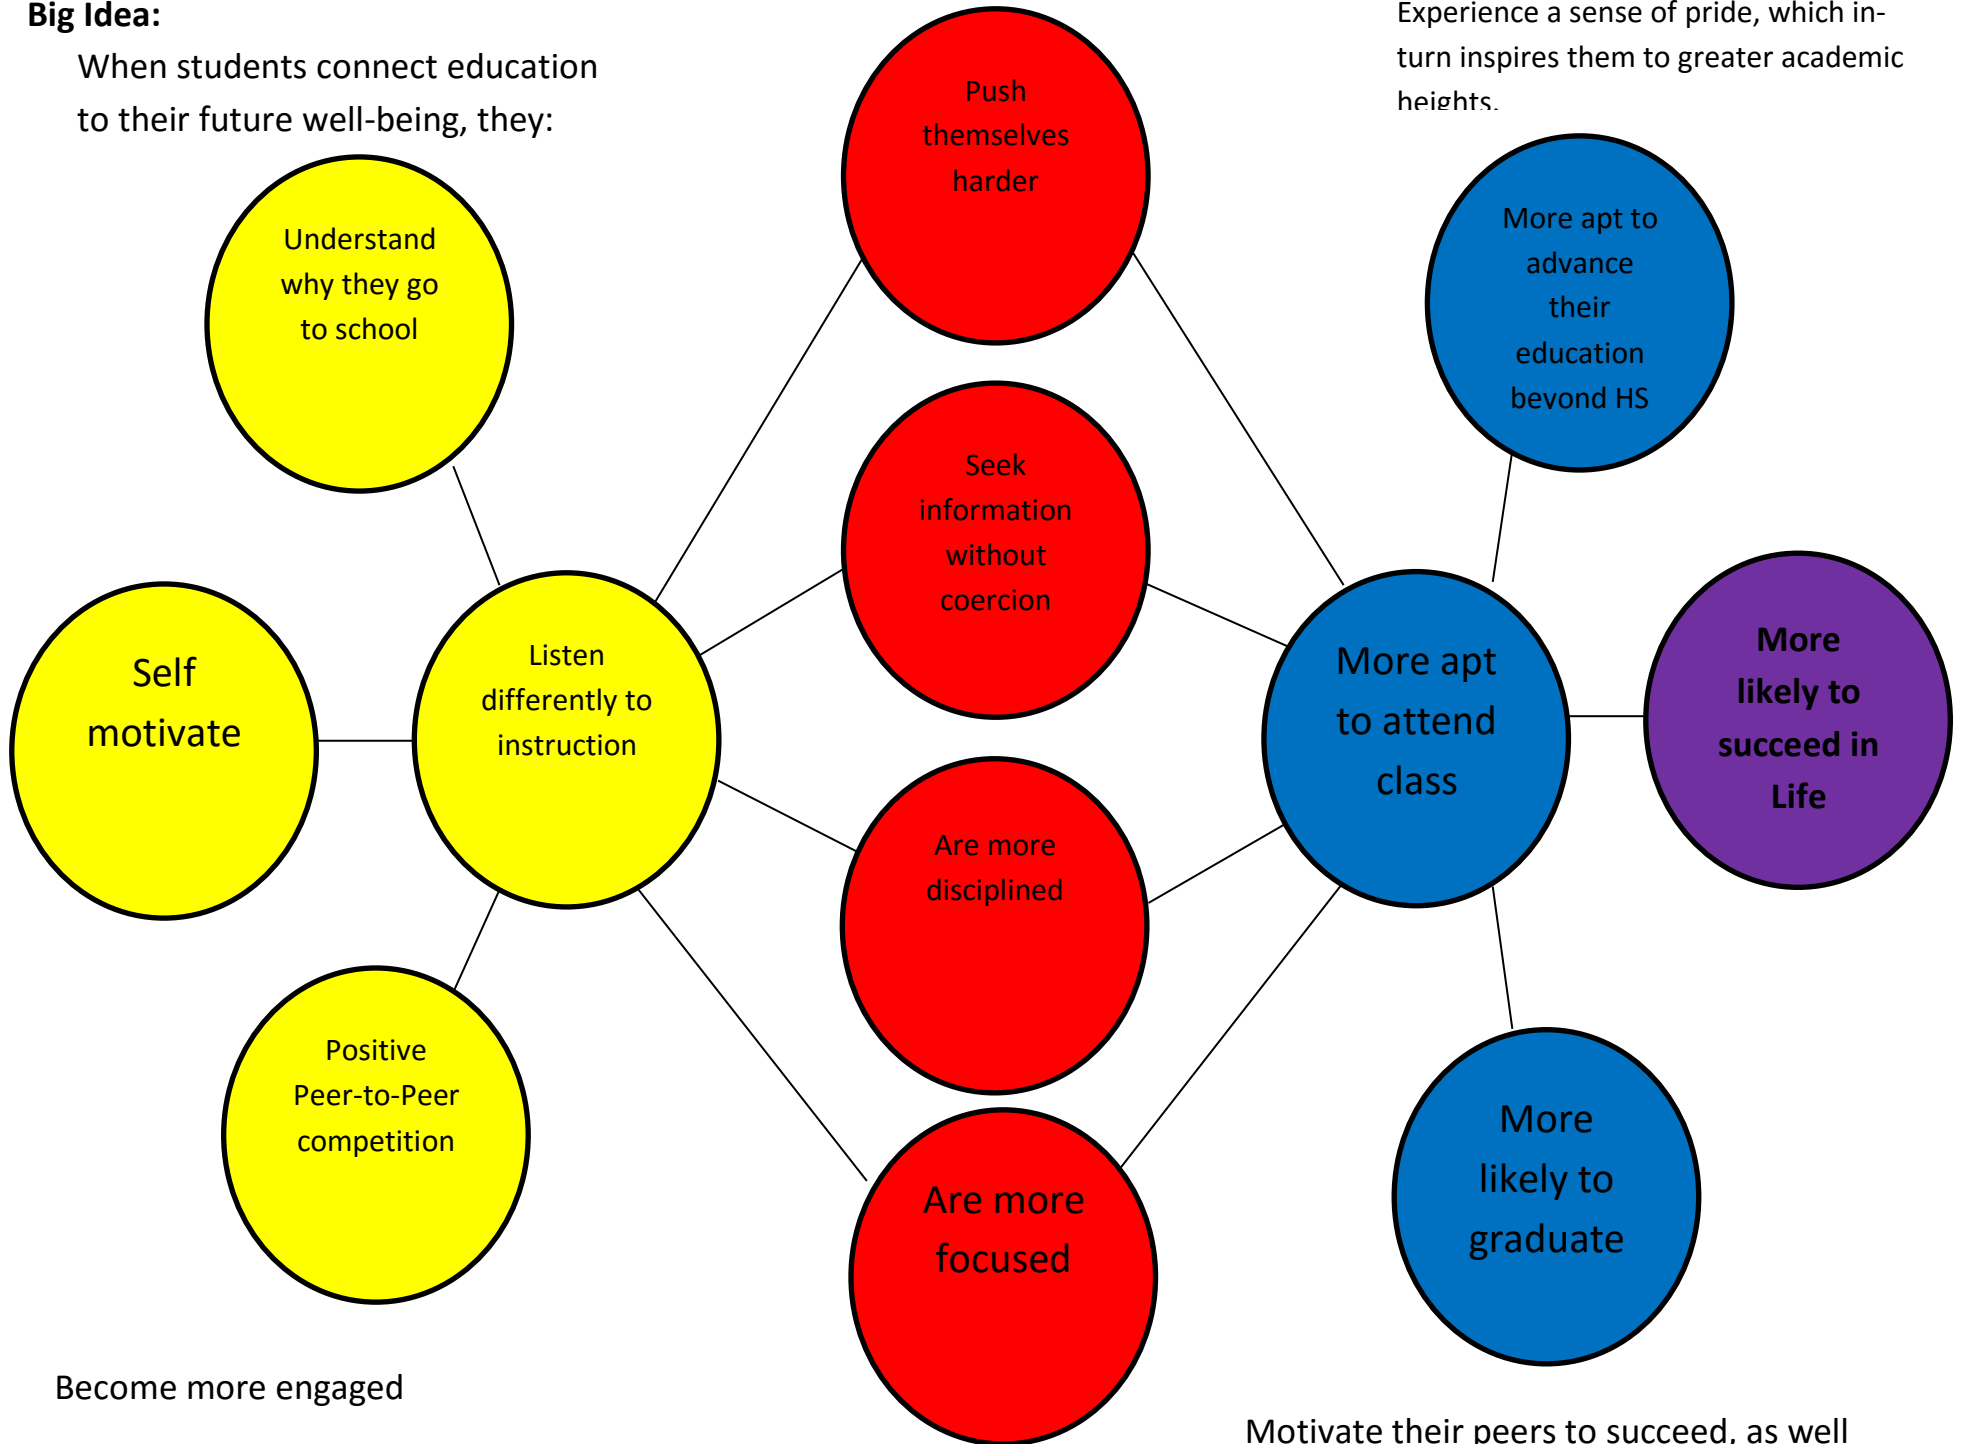 Big Idea:
When students connect education
to their future well-being, they:
Experience a sense of pride, which in-
turn inspires them to greater academic
heights.
Understand
why they go
to school
Self
motivate
Listen
differently to
instruction
Positive
Peer-to-Peer
competition
Push
themselves
harder
Seek
information
without
coercion
Are more
disciplined
Are more
focused
More apt to
advance
their
education
beyond HS
More apt
to attend
class
More
likely to
succeed in
Life
More
likely to
graduate
Become more engaged
Motivate their peers to succeed, as well